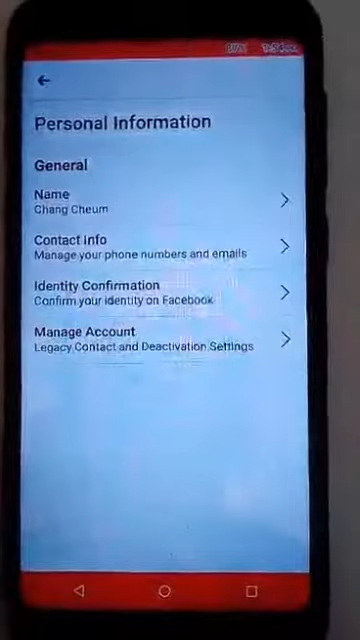 Personal Information
General
Name
Chang Cheum
Contact Info
Manage your phone numbers and emails
Identity Confirmation
Confirm your identity on Facebook
Manage Account
Legacy Contact and Deactivation Settings